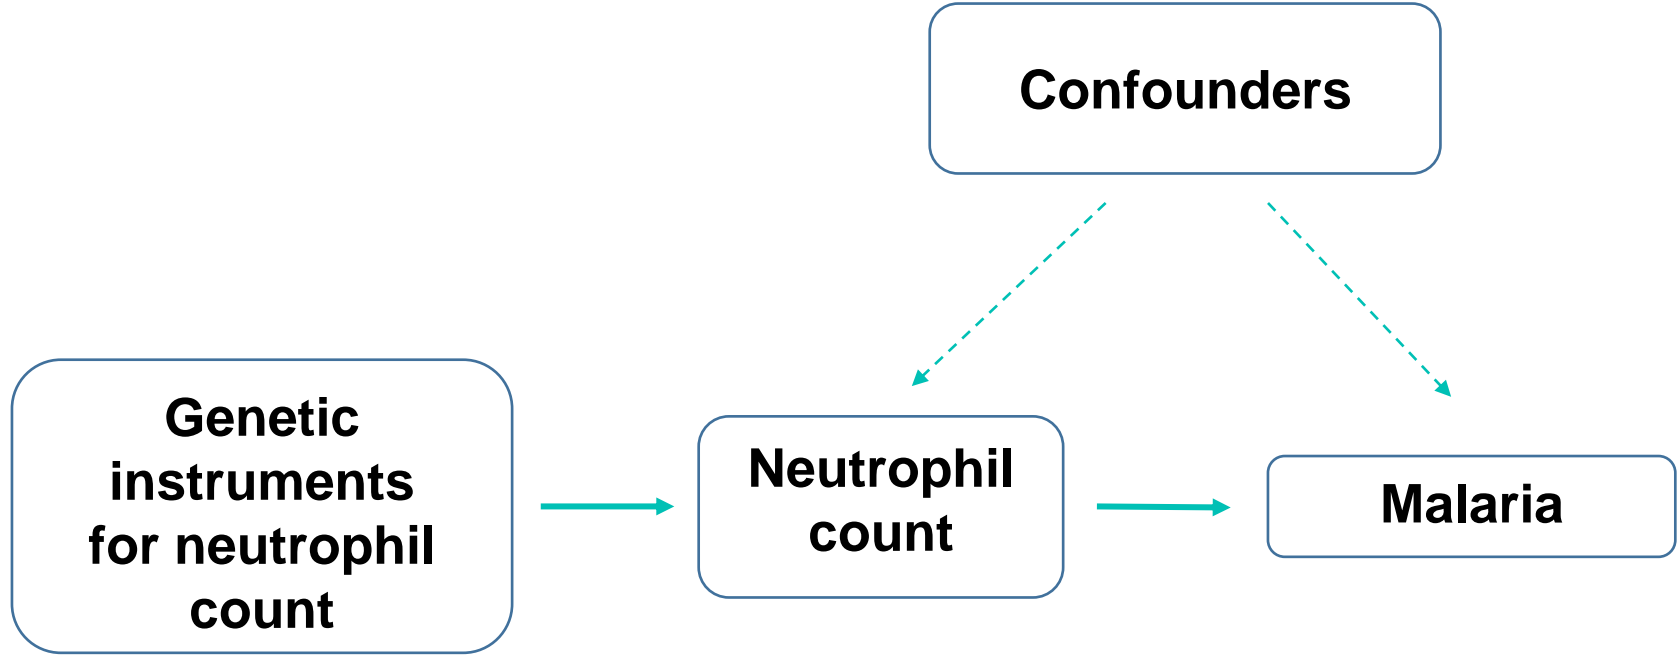 Confounders
Genetic
instruments
for neutrophil
count
Neutrophil
count
Malaria